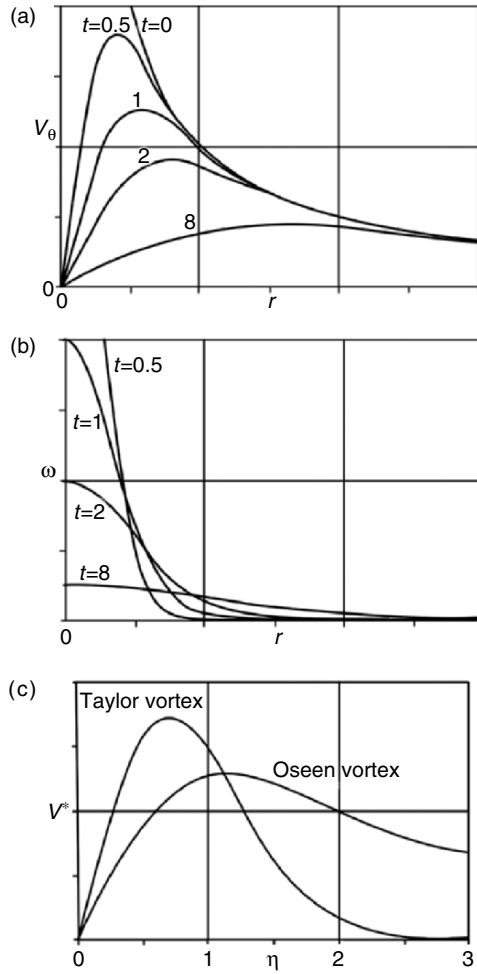 (a)
t=0.5 t=0
1
Vθ
2
8
0
0 r
(b)
t=0.5
t=1
ω
t=2
t=8
0 r
(c)
Taylor vortex
Oseen vortex
V*
0 1 η 2 3